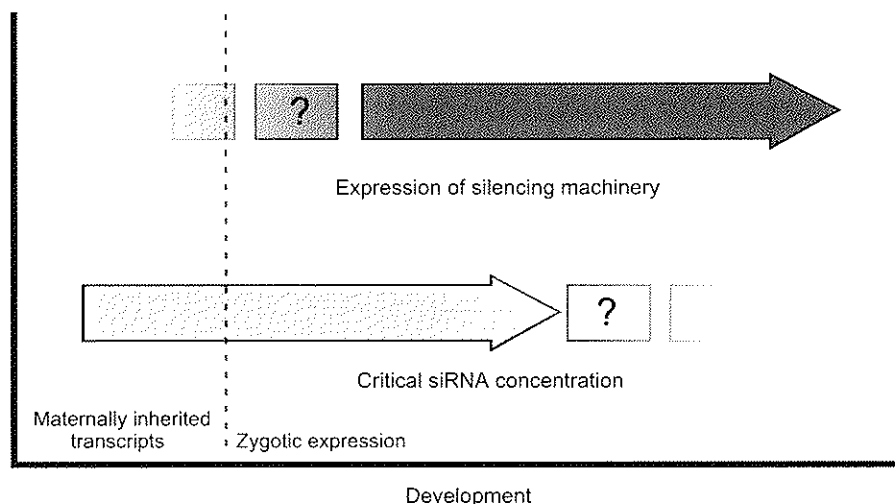 ?
Expression of silencing machinery
?
Critical siRNA concentration
Maternally inherited
transcripts
Zygotic expression
Development